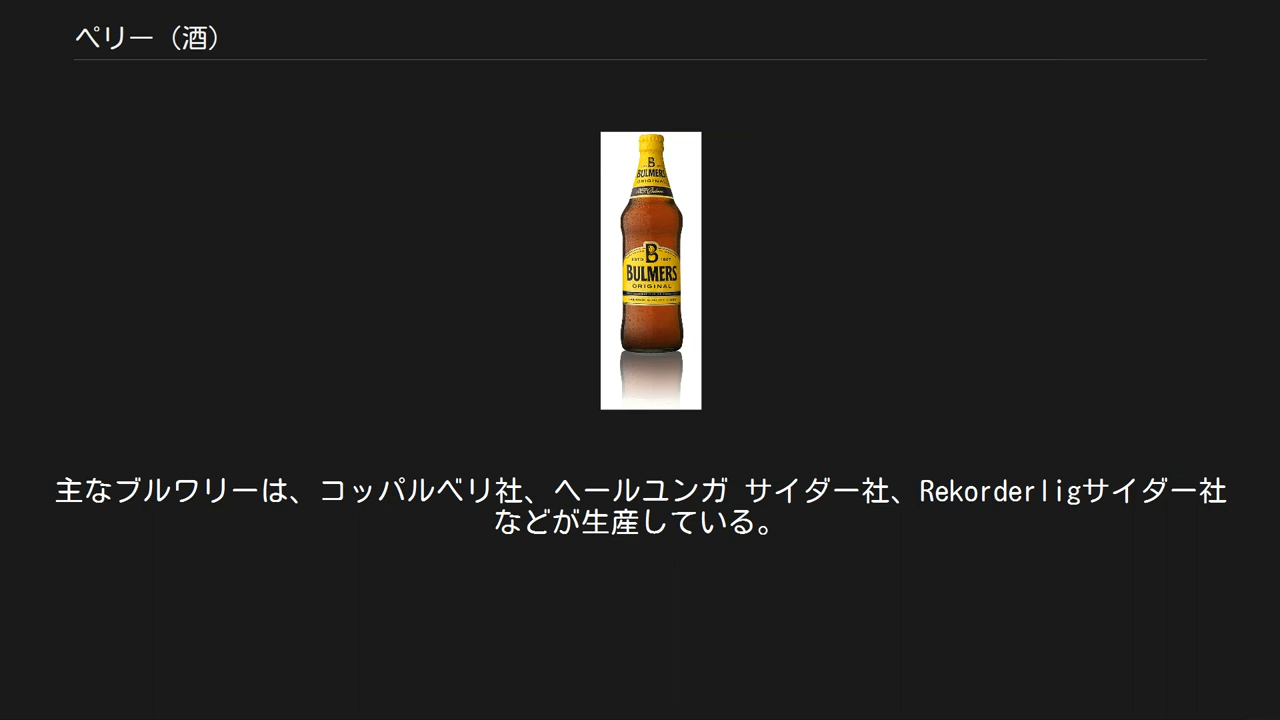 ペリー（酒）
B
BULMERS
ORIGINAL
B
ESTD 1887
BULMERS
ORIGINAL
主なブルワリーは、コッパルベリ社、ヘールユンガ サイダー社、Rekorderligサイダー社
などが生産している。